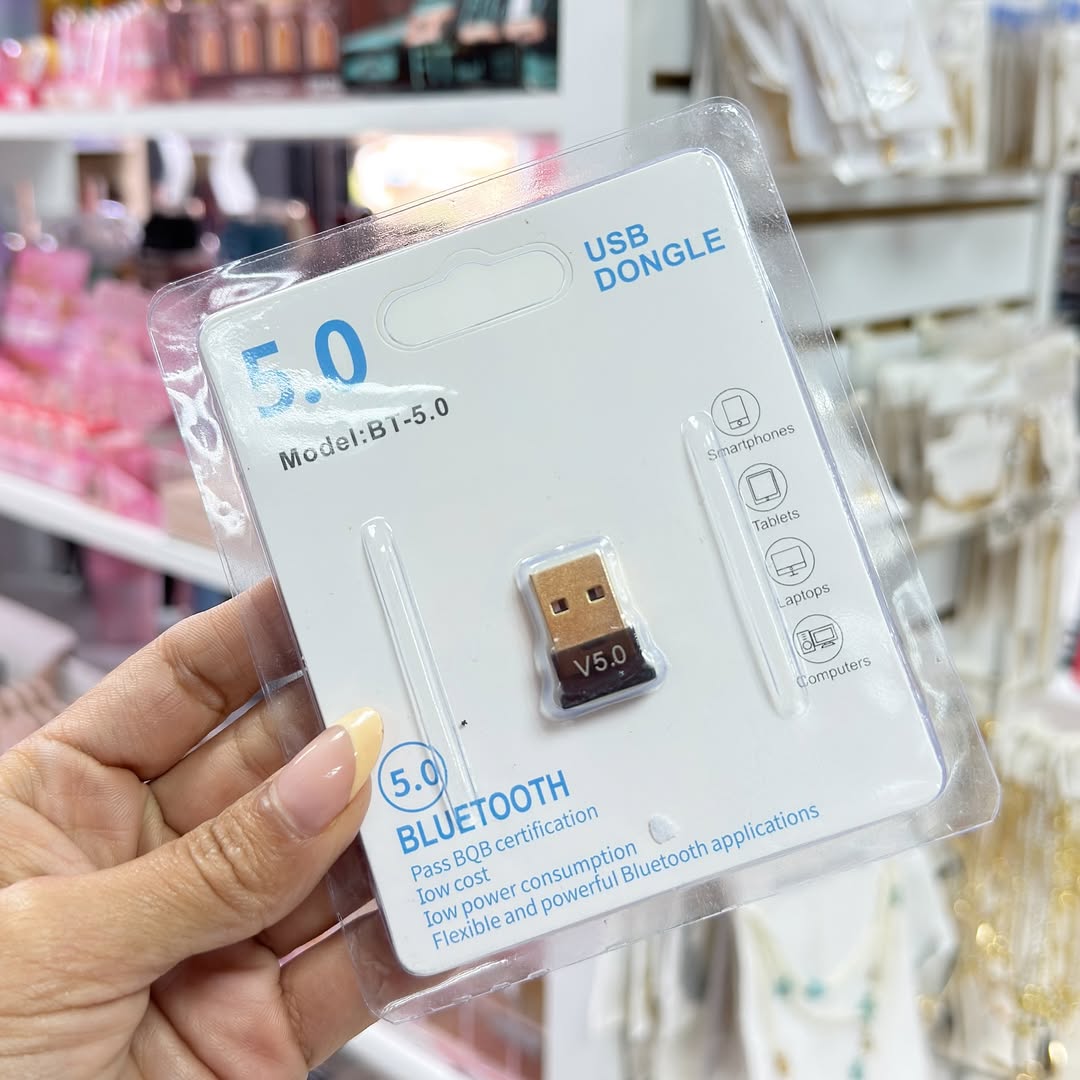 USB
DONGLE
5.0
Model:BT-5.0
Smartphones
Tablets
Laptops
Computers
V5.0
5.0
BLUETOOTH
Pass BQB certification
low cost
low power consumption
Flexible and powerful Bluetooth applications